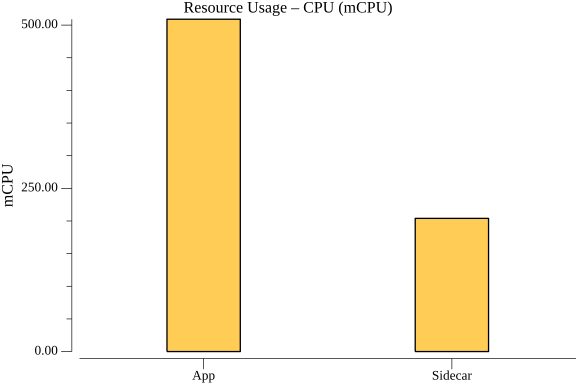 Resource Usage – CPU (mCPU)
500.00
250.00
0.00
mCPU
App
Sidecar